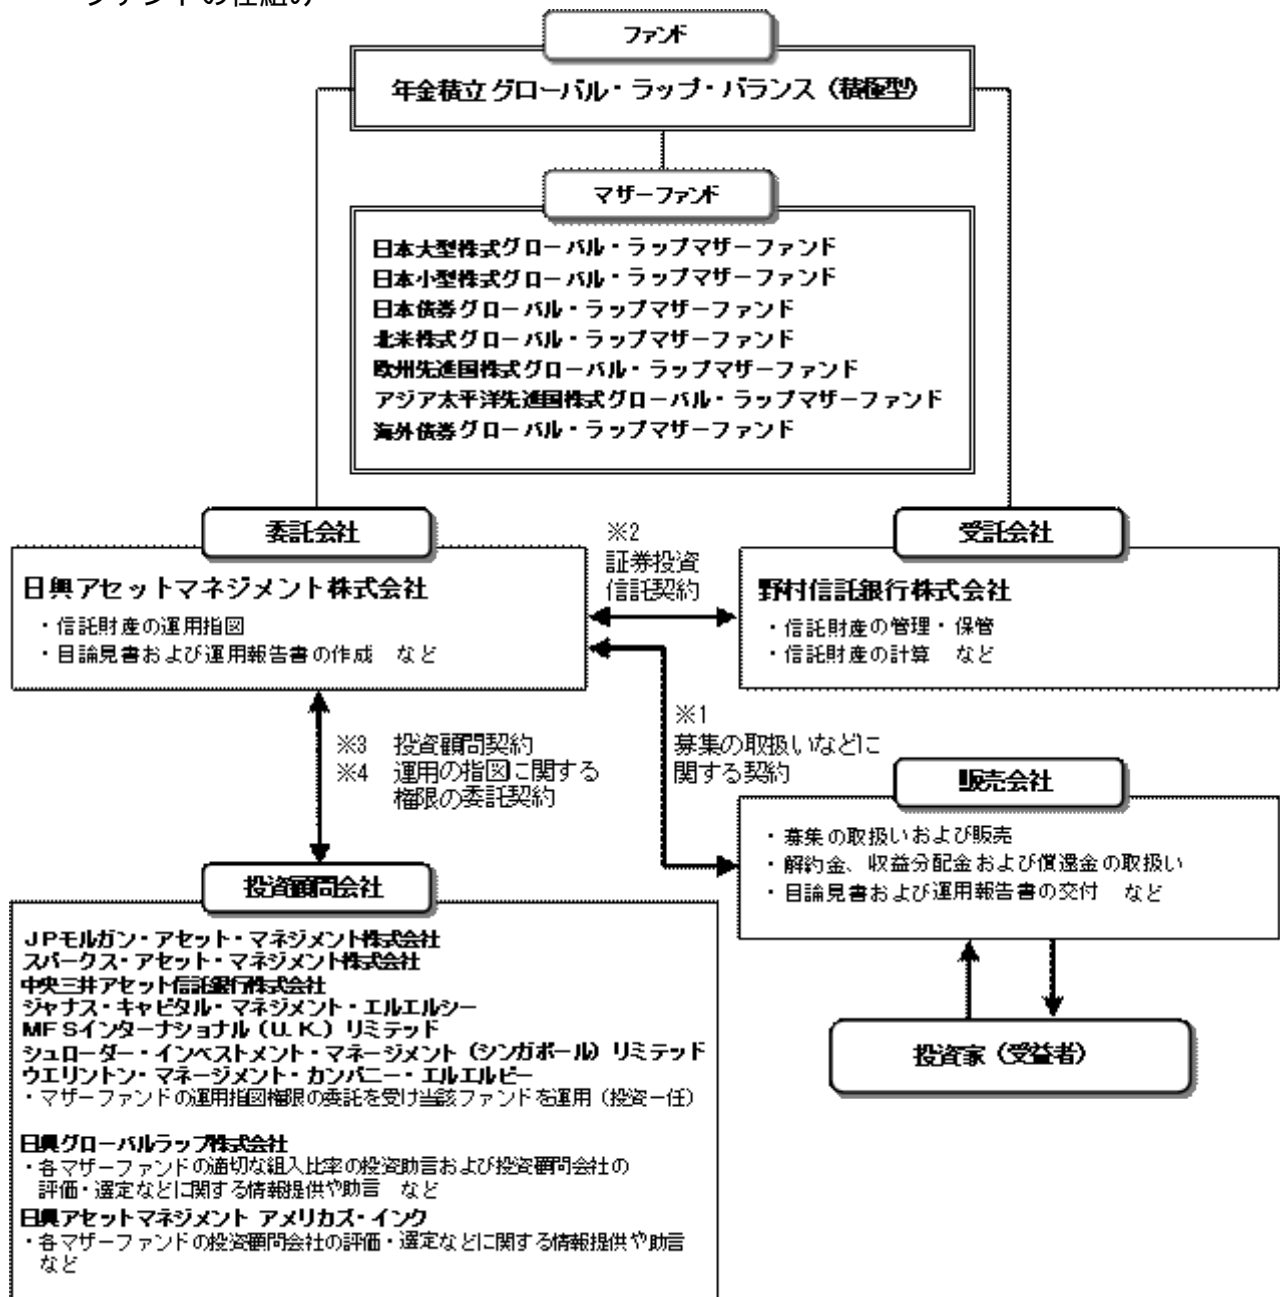 ファンドの仕組み
ファンド
年金積立グローバル・ラップ・バランス（積極型）
マザーファンド
日本大型株式グローバル・ラップマザーファンド
日本小型株式グローバル・ラップマザーファンド
日本債券グローバル・ラップマザーファンド
北米株式グローバル・ラップマザーファンド
欧州先進国株式グローバル・ラップマザーファンド
アジア太平洋先進国株式グローバル・ラップマザーファンド
海外債券グローバル・ラップマザーファンド
委託会社
日興アセットマネジメント株式会社
・信託財産の運用指図
・目論見書および運用報告書の作成　など
※2
証券投資
信託契約
受託会社
野村信託銀行株式会社
・信託財産の管理・保管
・信託財産の計算　など
※3　投資顧問契約
※4　運用の指図に関する
権限の委託契約
※1
募集の取扱いなどに
関する契約
販売会社
・募集の取扱いおよび販売
・解約金、収益分配金および償還金の取扱い
・目論見書および運用報告書の交付　など
投資家（受益者）
投資顧問会社
JPモルガン・アセット・マネジメント株式会社
スパークス・アセット・マネジメント株式会社
中央三井アセット信託銀行株式会社
ジャナス・キャピタル・マネジメント・エルエルシー
MFSインターナショナル（U.K.）リミテッド
シュローダー・インベストメント・マネージメント（シンガポール）リミテッド
ウエリントン・マネージメント・カンパニー・エルエルピー
・マザーファンドの運用指図権限の委託を受け当該ファンドを運用（投資一任）
日興グローバルラップ株式会社
・各マザーファンドの適切な組入比率の投資助言および投資顧問会社の
評価・選定などに関する情報提供や助言　など
日興アセットマネジメント アメリカズ・インク
・各マザーファンドの投資顧問会社の評価・選定などに関する情報提供や助言
など